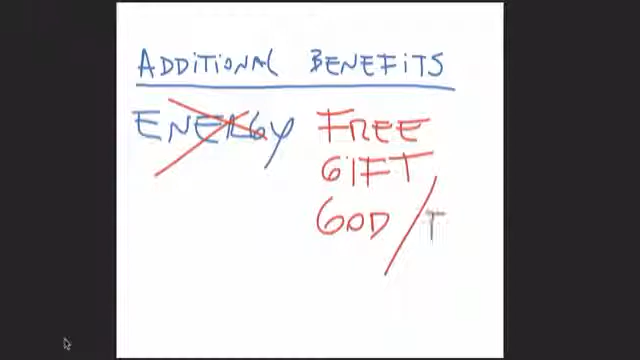 ADDITIONAL BENEFITS
ENERGY FREE
GIFT
GOD / T